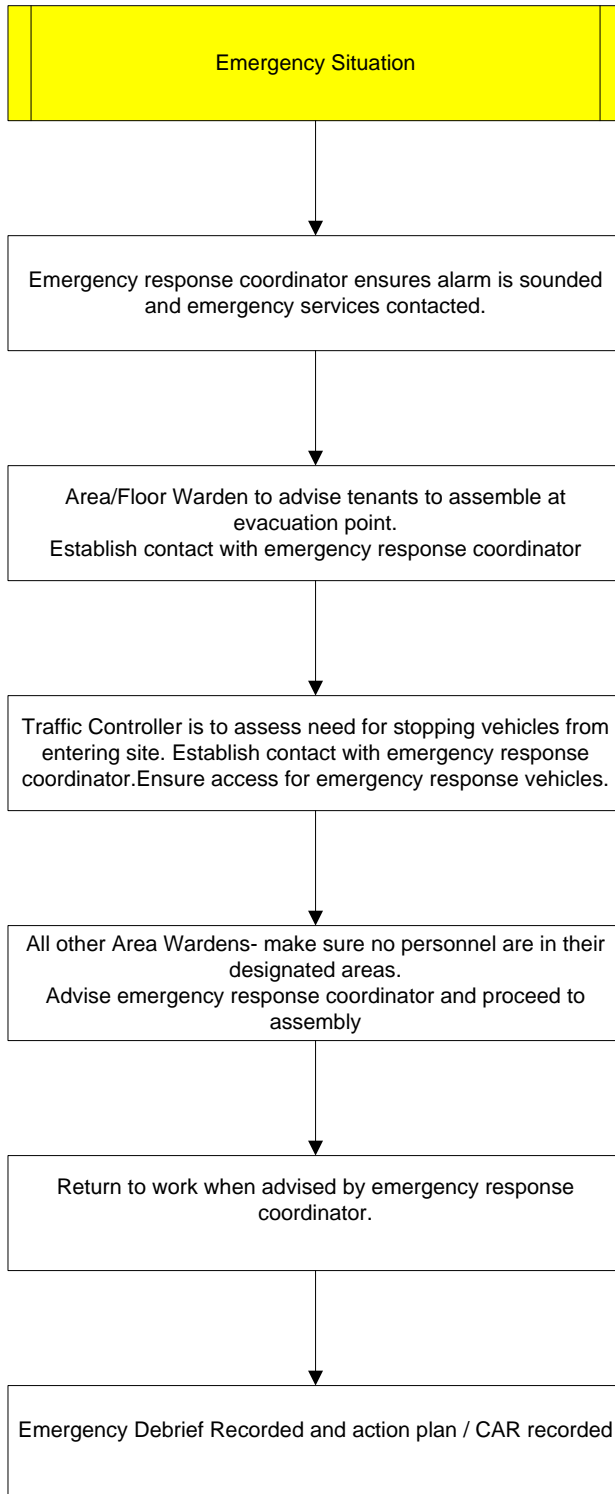 Emergency Situation
Emergency response coordinator ensures alarm is sounded
and emergency services contacted.
Area/Floor Warden to advise tenants to assemble at
evacuation point.
Establish contact with emergency response coordinator
Traffic Controller is to assess need for stopping vehicles from
entering site. Establish contact with emergency response
coordinator.Ensure access for emergency response vehicles.
All other Area Wardens- make sure no personnel are in their
designated areas.
Advise emergency response coordinator and proceed to
assembly
Return to work when advised by emergency response
coordinator.
Emergency Debrief Recorded and action plan / CAR recorded